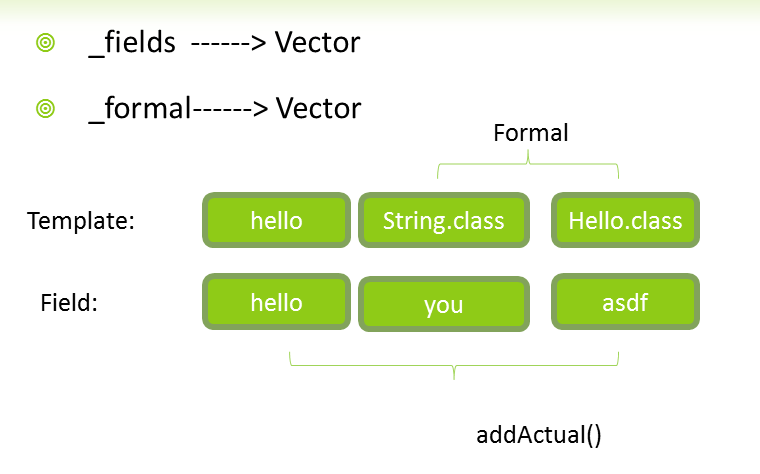 _fields ------> Vector
_formal------> Vector
Formal
Template: hello String.class Hello.class
Field: hello you asdf
addActual()